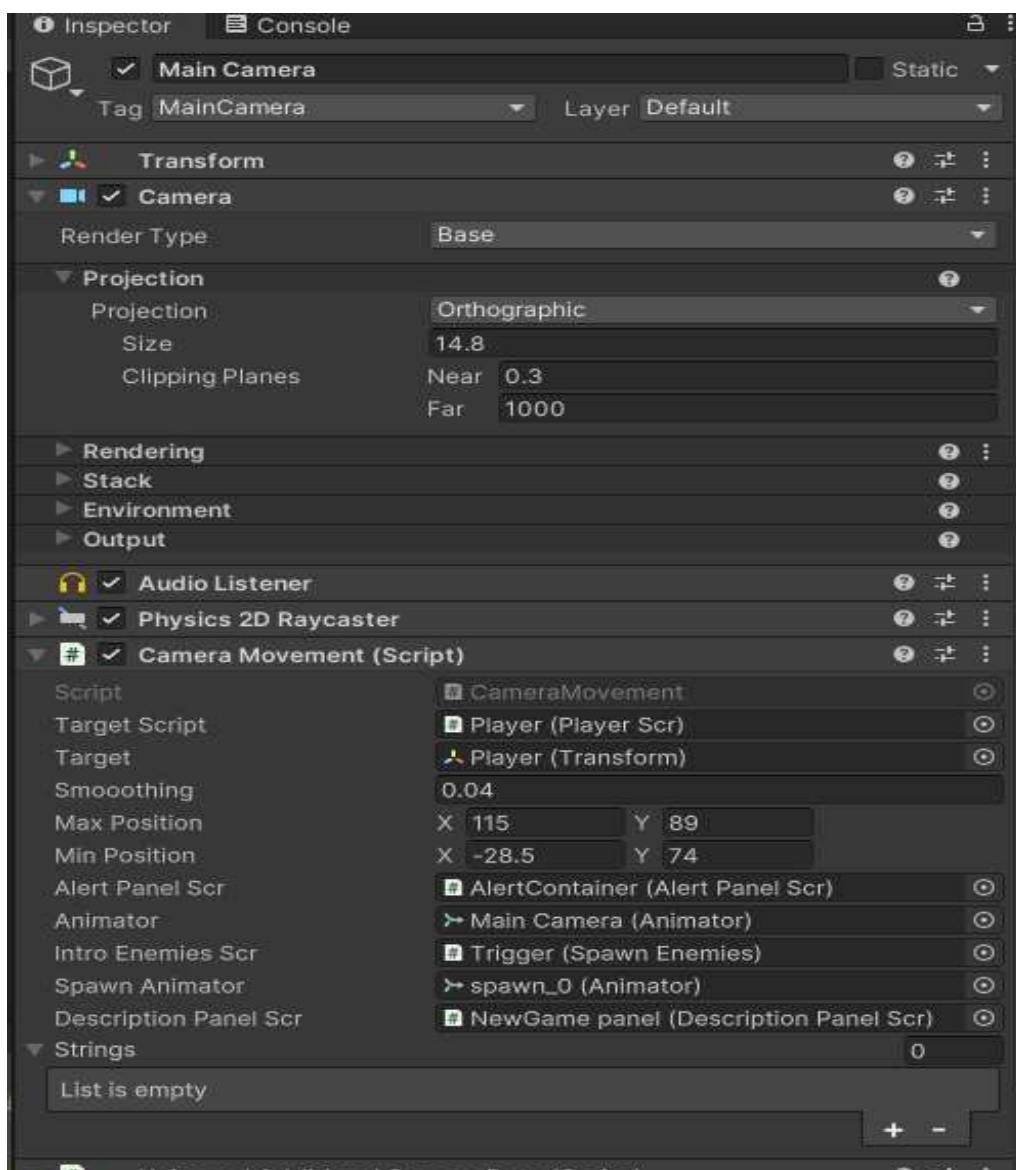 Inspector Console
Main Camera Static
Tag MainCamera Layer Default
Transform
Camera
Render Type Base
Projection
Projection Orthographic
Size 14.8
Clipping Planes Near 0.3
Far 1000
Rendering
Stack
Environment
Output
Audio Listener
Physics 2D Raycaster
# Camera Movement (Script)
Script # CameraMovement
Target Script # Player (Player Scr)
Target Player (Transform)
Smooothing 0.04
Max Position X 115 Y 89
Min Position X -28.5 Y 74
Alert Panel Scr # AlertContainer (Alert Panel Scr)
Animator Main Camera (Animator)
Intro Enemies Scr # Trigger (Spawn Enemies)
Spawn Animator spawn_0 (Animator)
Description Panel Scr # NewGame panel (Description Panel Scr)
Strings 0
List is empty
+ -